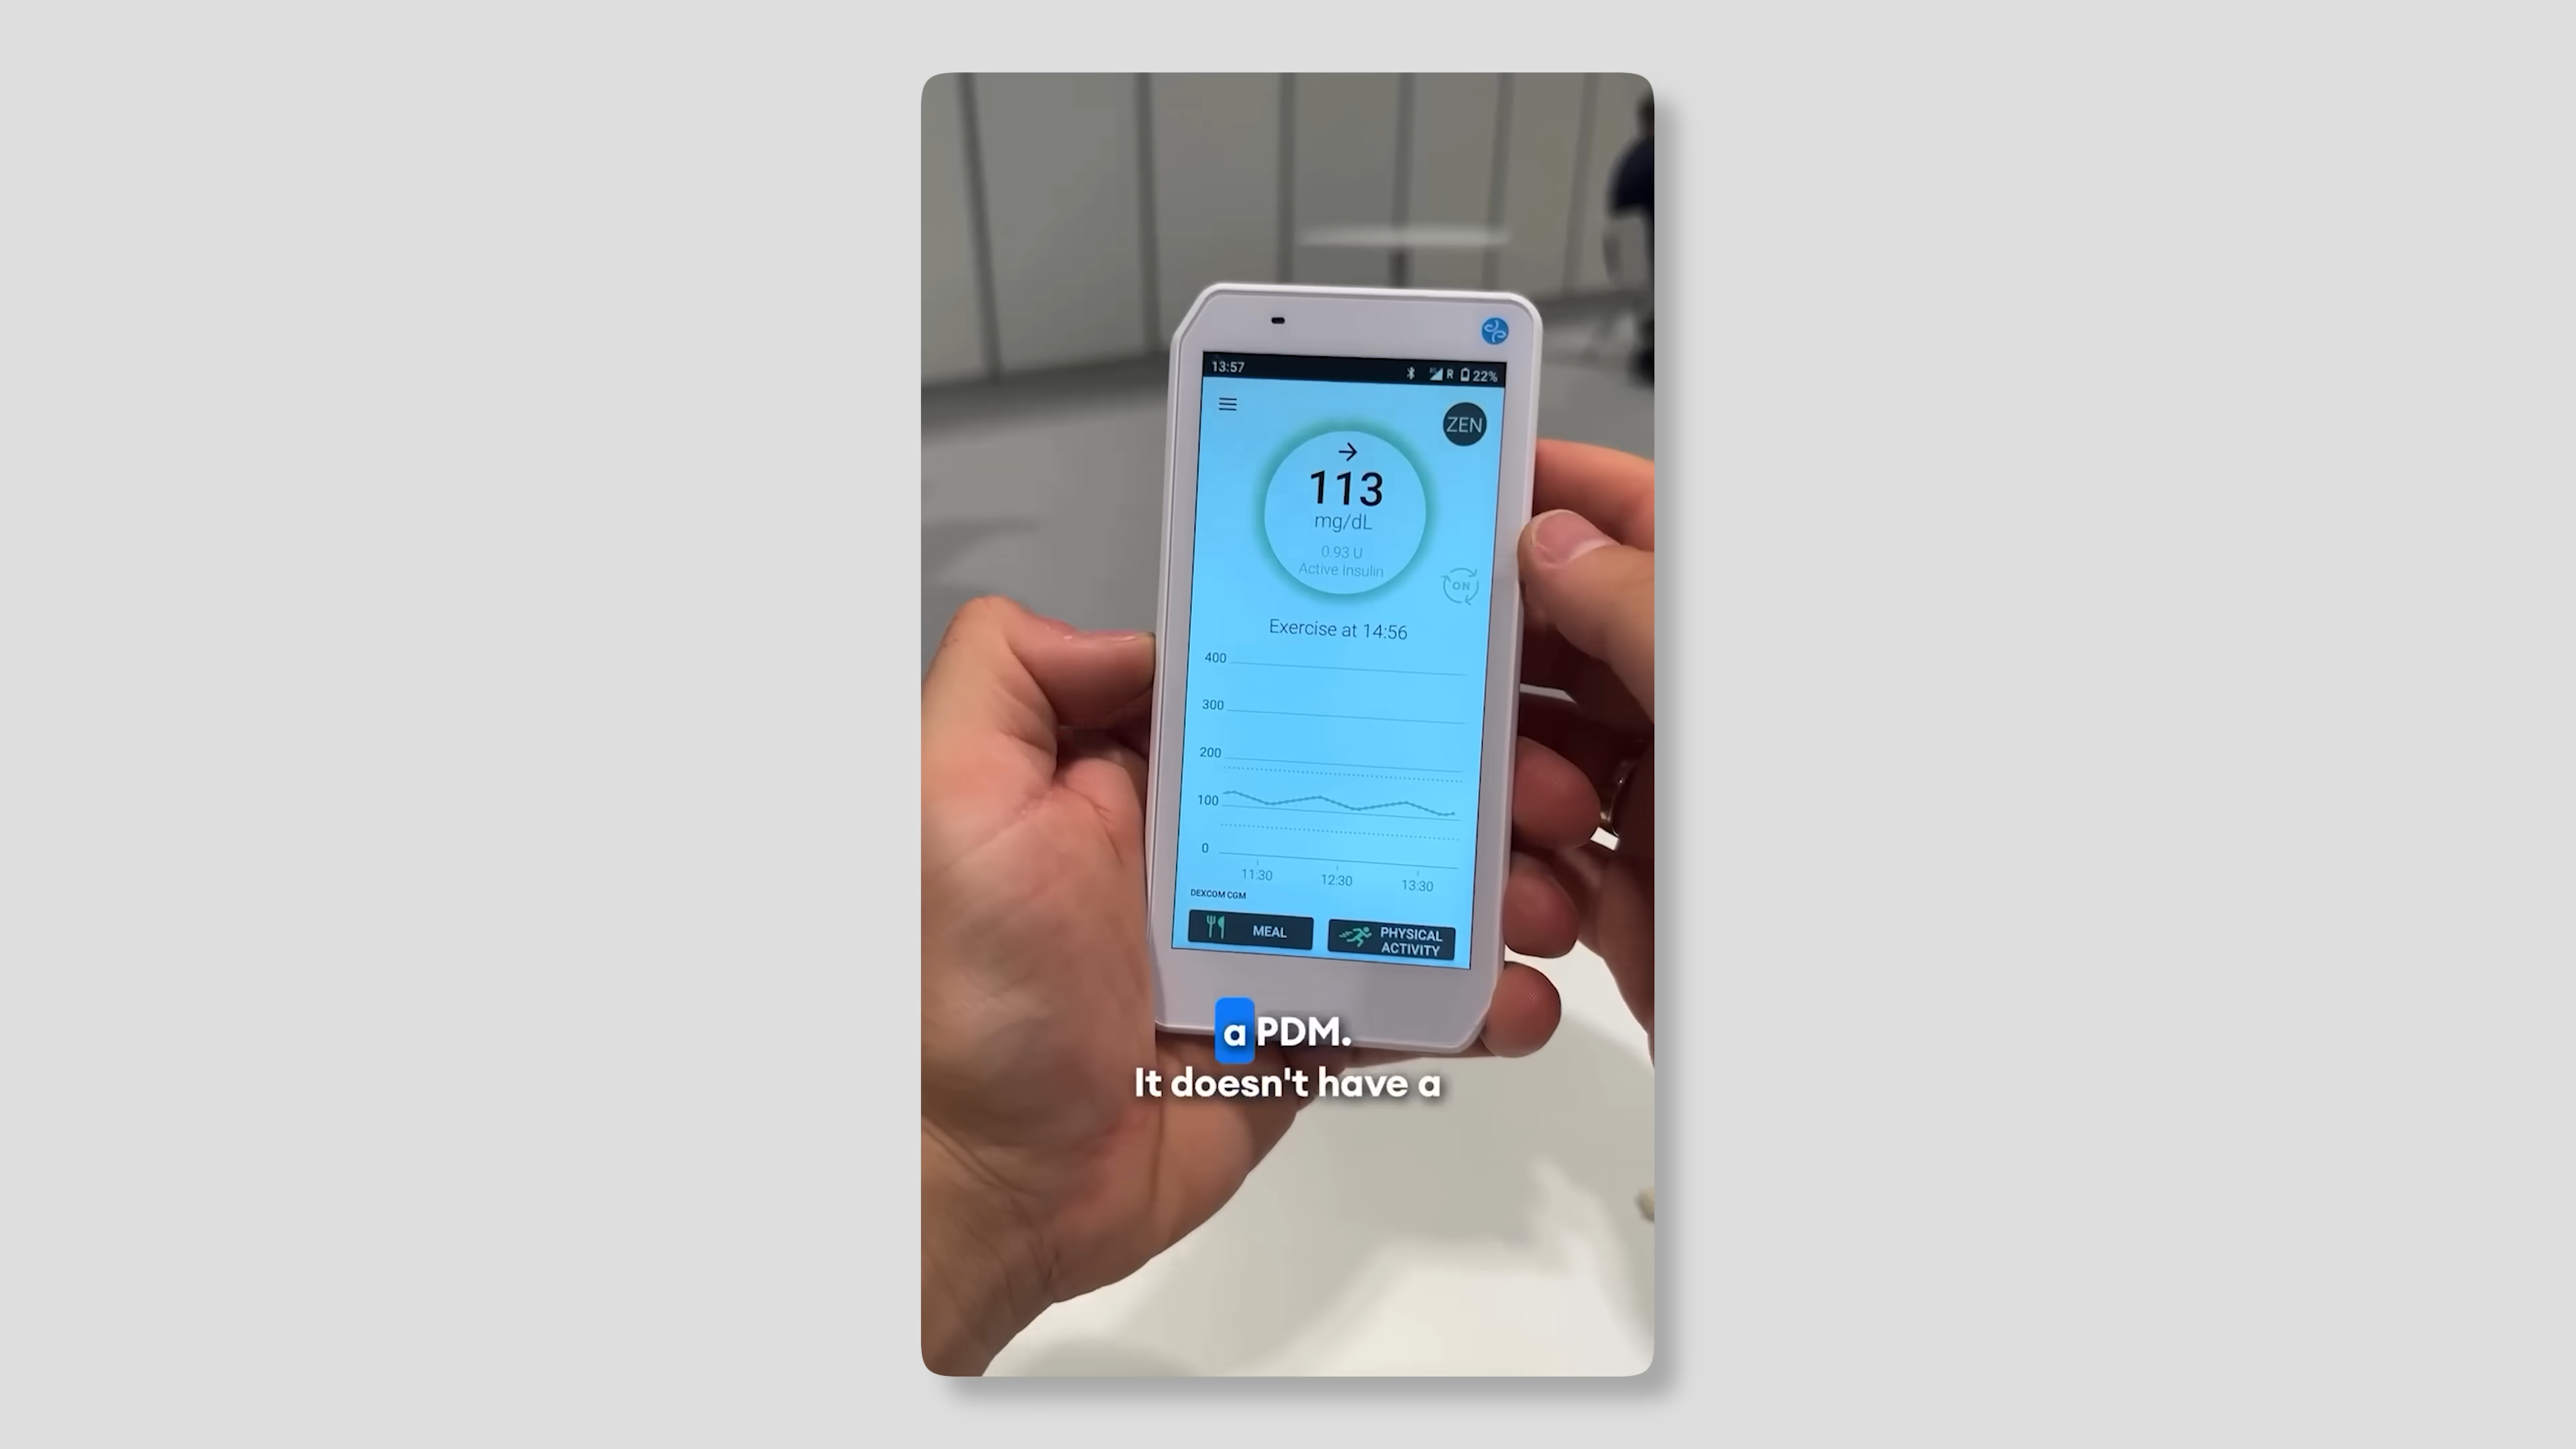 13:57
R 22%
ZEN
113
mg/dL
0.93 U
Active Insulin
ON
Exercise at 14:56
400
300
200
100
0
11:30
12:30
13:30
DEXCOM CGM
MEAL
PHYSICAL
ACTIVITY
a PDM.
It doesn't have a